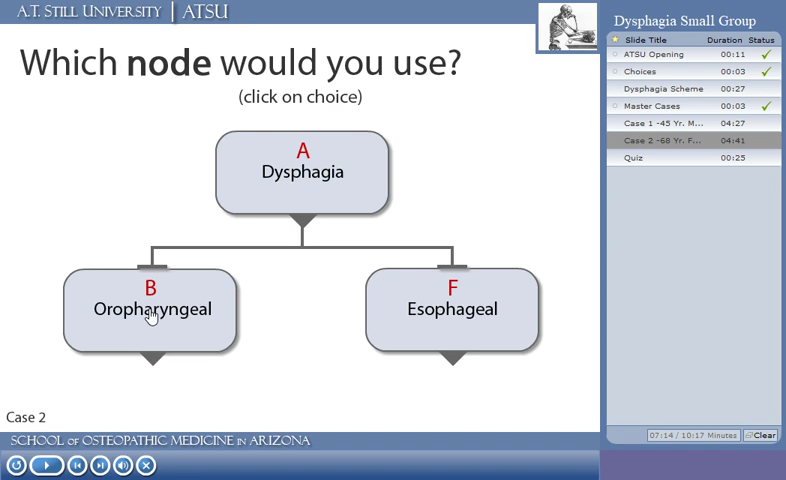 A.T. STILL UNIVERSITY | ATSU
Which node would you use?
(click on choice)
A
Dysphagia
B
Oropharyngeal
F
Esophageal
Case 2
SCHOOL OF OSTEOPATHIC MEDICINE IN ARIZONA
Dysphagia Small Group
Slide Title Duration Status
ATSU Opening 00:11
Choices 00:03
Dysphagia Scheme 00:27
Master Cases 00:03
Case 1 -45 Yr. M... 04:27
Case 2 -68 Yr. F... 04:41
Quiz 00:25
07:14 / 10:17 Minutes Clear